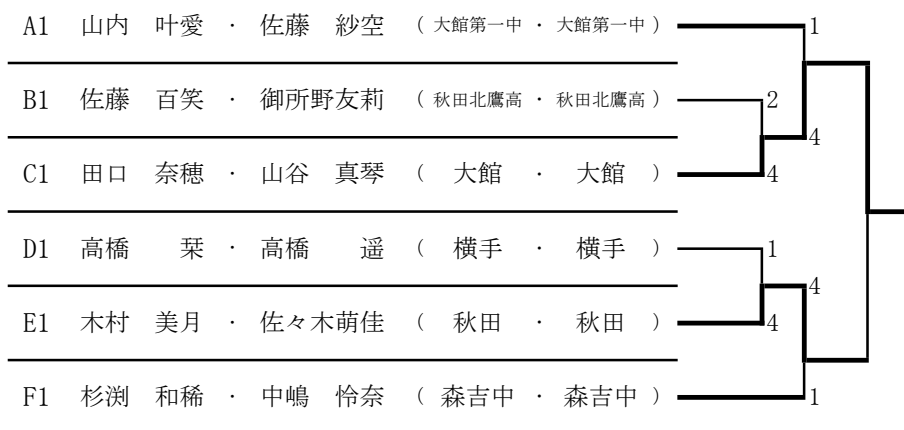 A1 山内 叶愛 ・ 佐藤 紗空 ( 大館第一中 ・ 大館第一中 ) 1
B1 佐藤 百笑 ・ 御所野友莉 ( 秋田北鷹高 ・ 秋田北鷹高 ) 2
4
C1 田口 奈穂 ・ 山谷 真琴 ( 大館 ・ 大館 ) 4
D1 高橋 栞 ・ 高橋 遥 ( 横手 ・ 横手 ) 1
4
E1 木村 美月 ・ 佐々木萌佳 ( 秋田 ・ 秋田 ) 4
F1 杉渕 和稀 ・ 中嶋 怜奈 ( 森吉中 ・ 森吉中 ) 1